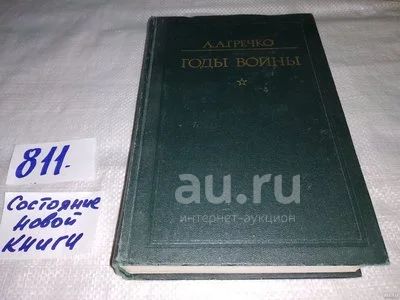 А.А.ГРЕЧКО
ГОДЫ ВОЙНЫ
811.
Состояние
новой
книги
au.ru
интернет-аукцион